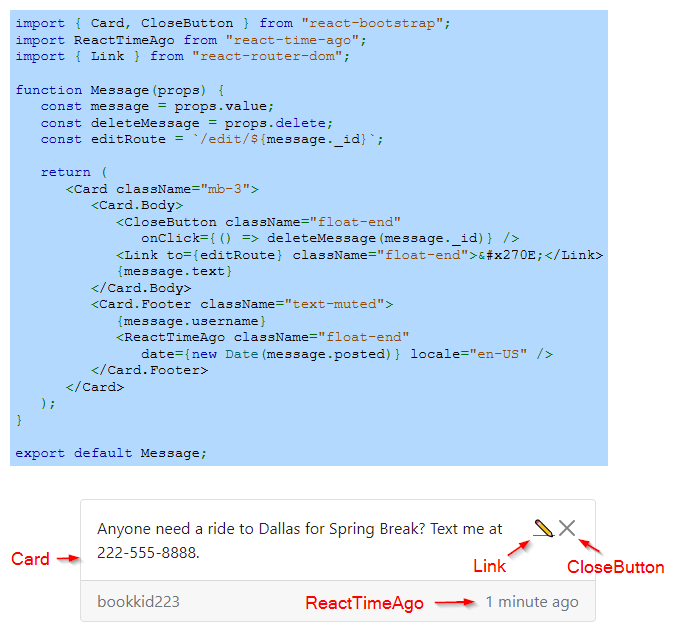 import { Card, CloseButton } from "react-bootstrap";
import ReactTimeAgo from "react-time-ago";
import { Link } from "react-router-dom";

function Message(props) {
   const message = props.value;
   const deleteMessage = props.delete;
   const editRoute = `/edit/${message._id}`;

   return (
      <Card className="mb-3">
         <Card.Body>
            <CloseButton className="float-end"
               onClick={() => deleteMessage(message._id)} />
            <Link to={editRoute} className="float-end">&#x270E;</Link>
            {message.text}
         </Card.Body>
         <Card.Footer className="text-muted">
            {message.username}
            <ReactTimeAgo className="float-end"
               date={new Date(message.posted)} locale="en-US" />
         </Card.Footer>
      </Card>
   );
}

export default Message;

Anyone need a ride to Dallas for Spring Break? Text me at
222-555-8888.
Card
Link
CloseButton
bookkid223
ReactTimeAgo
1 minute ago